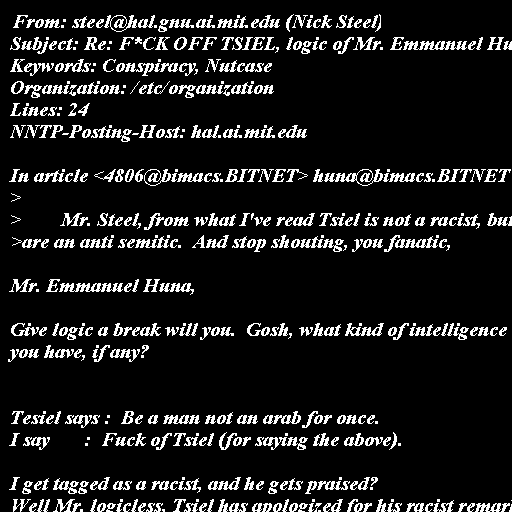 From: steel@hal.gnu.ai.mit.edu (Nick Steel)
Subject: Re: F*CK OFF TSIEL, logic of Mr. Emmanuel Hu
Keywords: Conspiracy, Nutcase
Organization: /etc/organization
Lines: 24
NNTP-Posting-Host: hal.ai.mit.edu
In article <4806@bimacs.BITNET> huna@bimacs.BITNET
>
> Mr. Steel, from what I've read Tsiel is not a racist, but
>are an anti semitic. And stop shouting, you fanatic,
Mr. Emmanuel Huna,
Give logic a break will you. Gosh, what kind of intelligence
you have, if any?
Tesiel says : Be a man not an arab for once.
I say : Fuck of Tsiel (for saying the above).
I get tagged as a racist, and he gets praised?
Well Mr. logicless, Tsiel has apologized for his racist remar